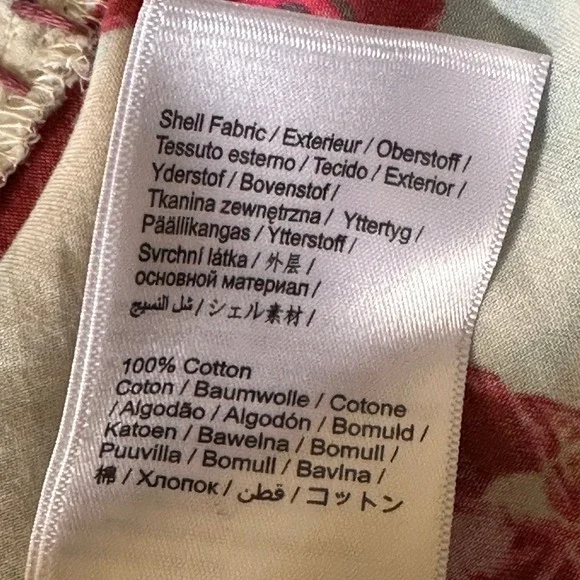 Shell Fabric / Exterieur / Oberstoff /
Tessuto esterno / Tecido / Exterior /
Yderstof / Bovenstof /
Tkanina zewnętrzna / Yttertyg /
Päällikangas / Ytterstoff /
Svrchní látka / 外层 /
основной материал /
شل النسيج / シェル素材 /
100% Cotton
Coton / Baumwolle / Cotone
/ Algodão / Algodón / Bomuld /
Katoen / Bawełna / Bomull /
Puuvilla / Bomull / Bavlna /
棉 / Хлопок / قطن / コットン